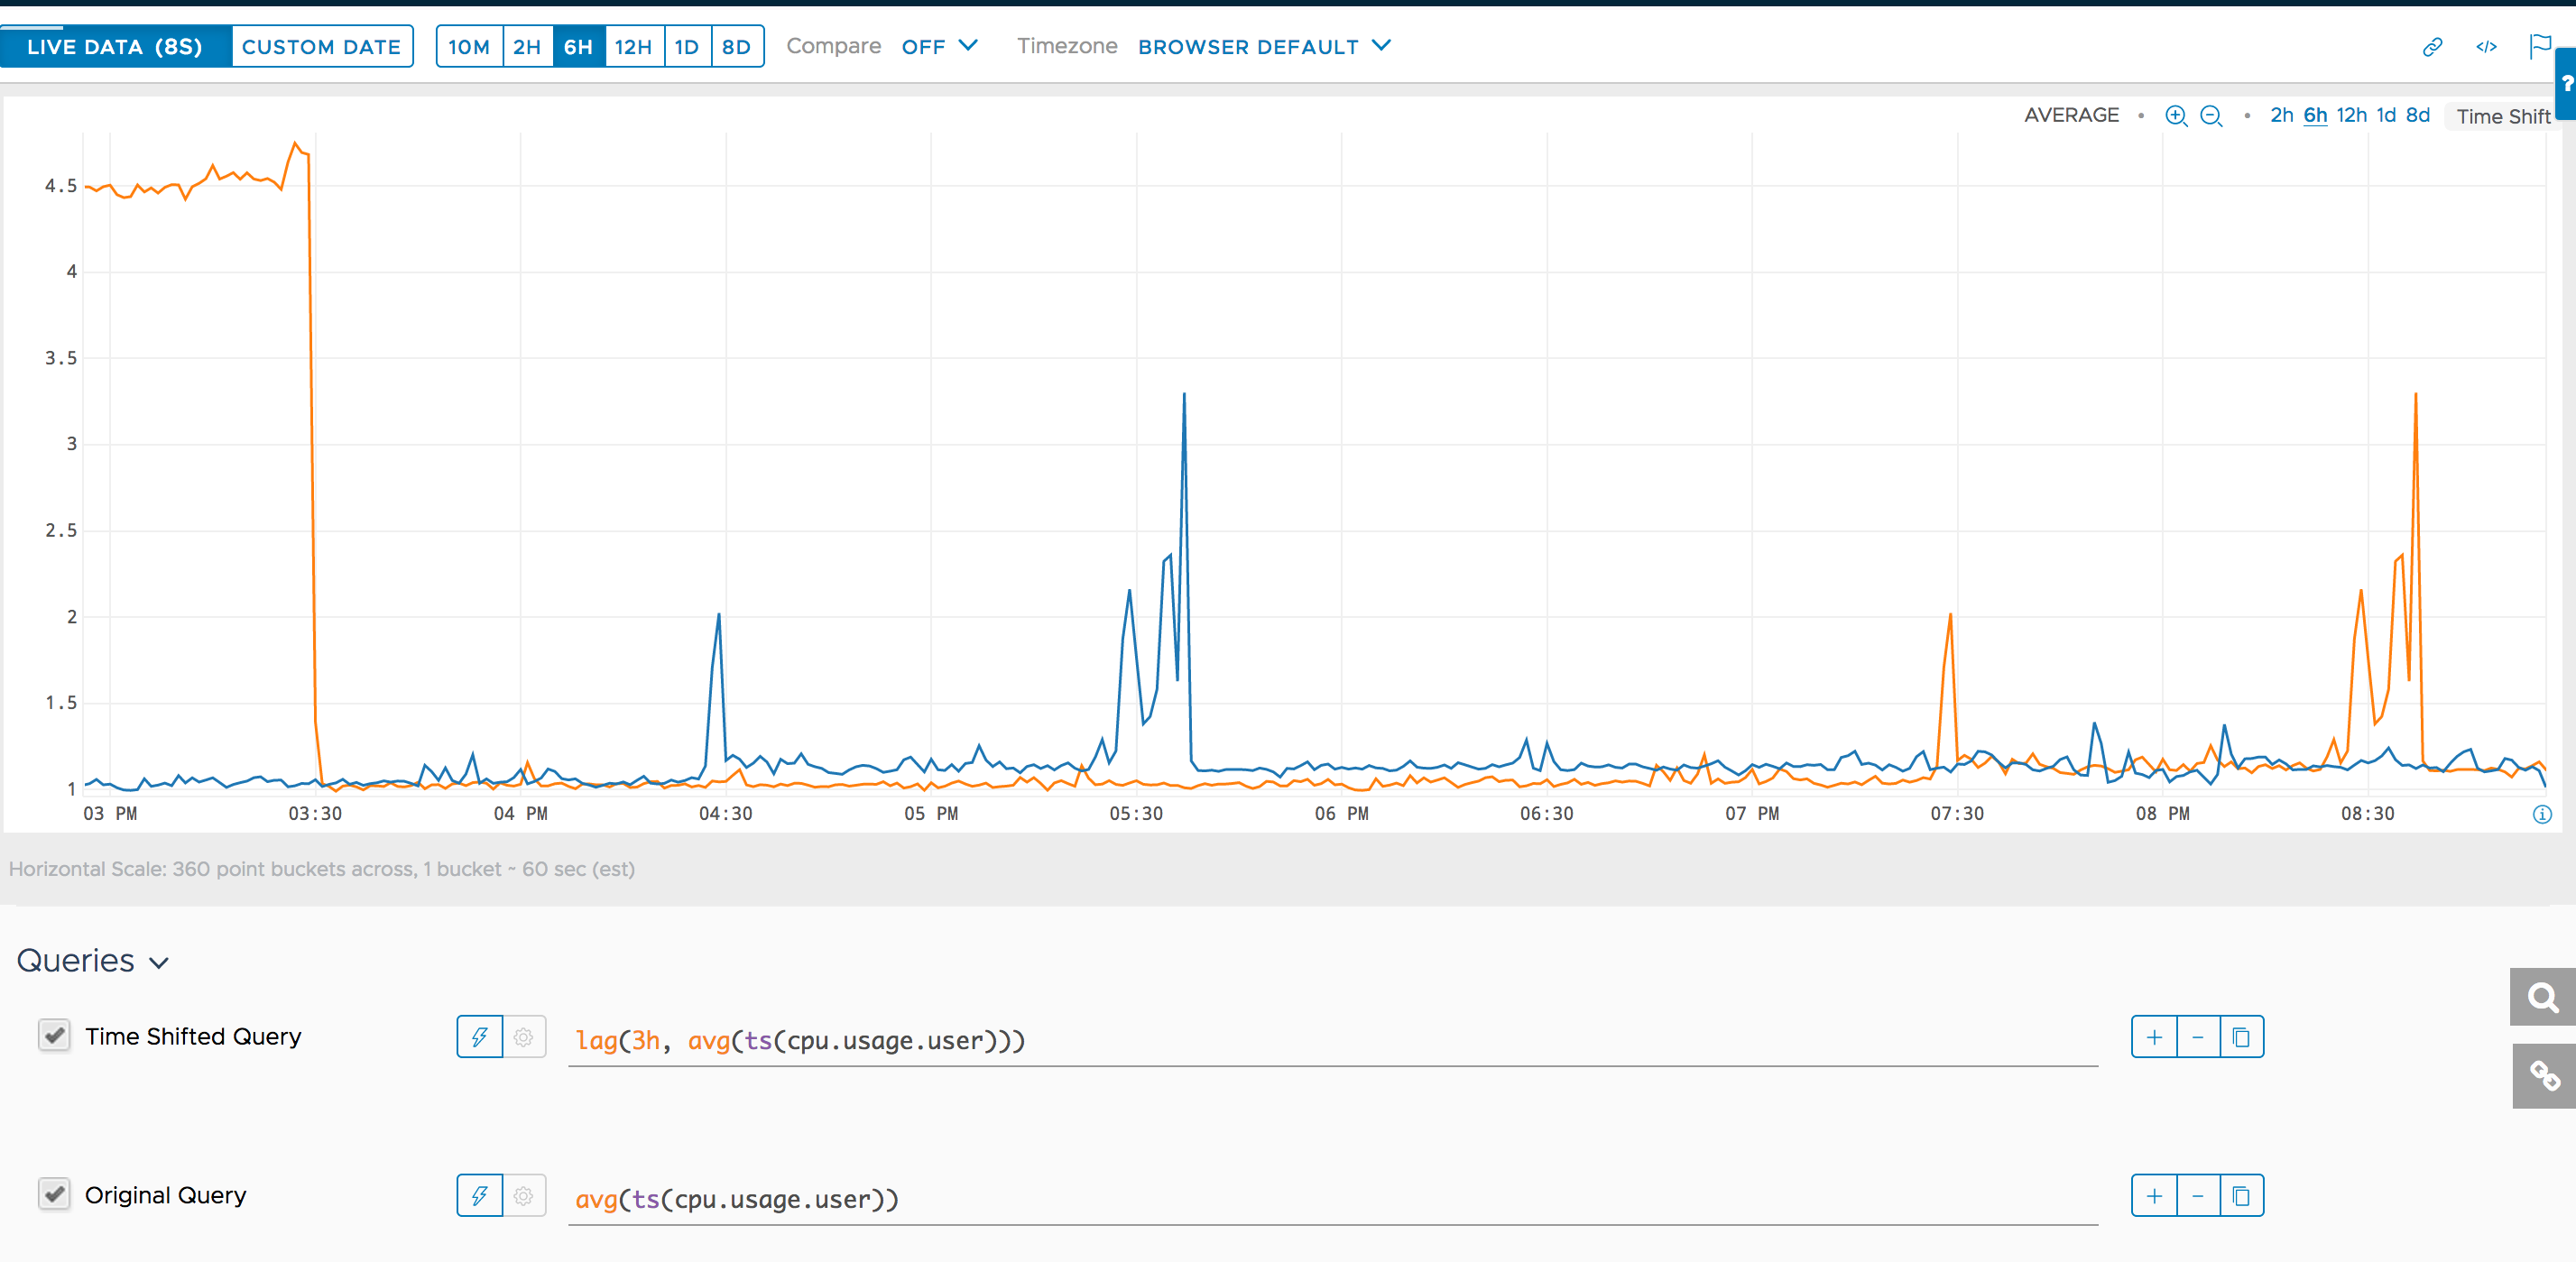 LIVE DATA (8S) CUSTOM DATE 10M 2H 6H 12H 1D 8D Compare OFF Timezone BROWSER DEFAULT </>
?
AVERAGE • • 2h 6h 12h 1d 8d Time Shift
4.5
4
3.5
3
2.5
2
1.5
1
03 PM 03:30 04 PM 04:30 05 PM 05:30 06 PM 06:30 07 PM 07:30 08 PM 08:30
Horizontal Scale: 360 point buckets across, 1 bucket ~ 60 sec (est)
Queries
Time Shifted Query lag(3h, avg(ts(cpu.usage.user))) + -
Original Query avg(ts(cpu.usage.user)) + -